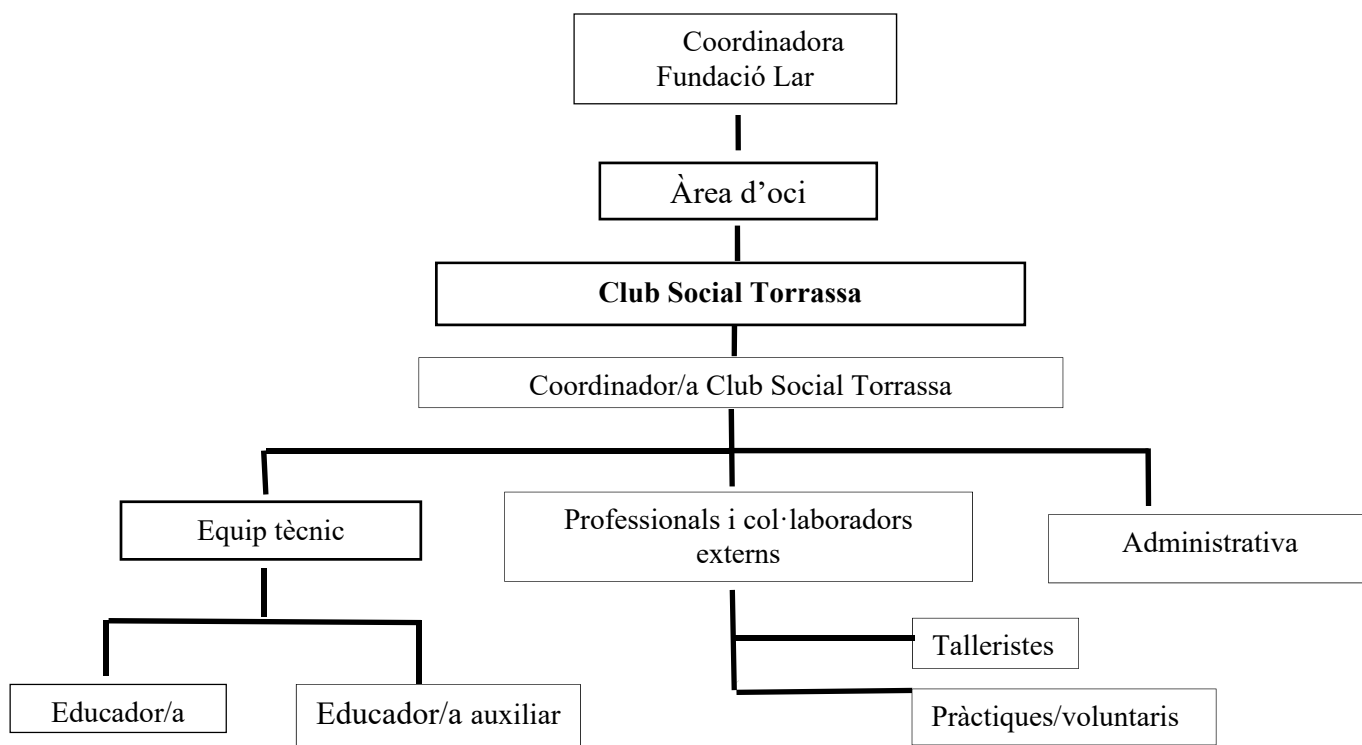 Coordinadora
Fundació Lar
Àrea d’oci
Club Social Torrassa
Coordinador/a Club Social Torrassa
Equip tècnic
Professionals i col·laboradors
externs
Administrativa
Talleristes
Educador/a
Educador/a auxiliar
Pràctiques/voluntaris